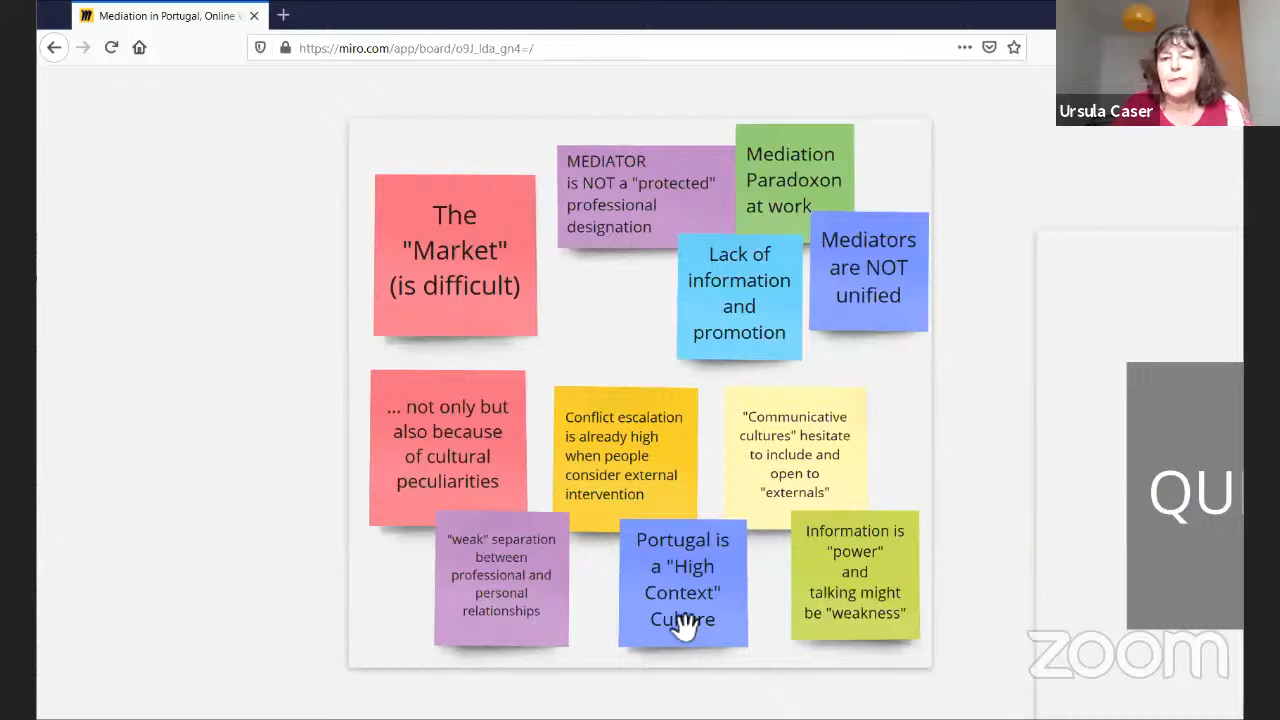 Mediation in Portugal, Online
https://miro.com/app/board/o9J_lda_gn4=/
Ursula Caser
The
"Market"
(is difficult)
MEDIATOR
is NOT a "protected"
professional
designation
Mediation
Paradoxon
at work
Lack of
information
and
promotion
Mediators
are NOT
unified
... not only but
also because
of cultural
peculiarities
Conflict escalation
is already high
when people
consider external
intervention
"Communicative
cultures" hesitate
to include and
open to
"externals"
"weak" separation
between
professional and
personal
relationships
Portugal is
a "High
Context"
Culture
Information is
"power"
and
talking might
be "weakness"
QU
zoom